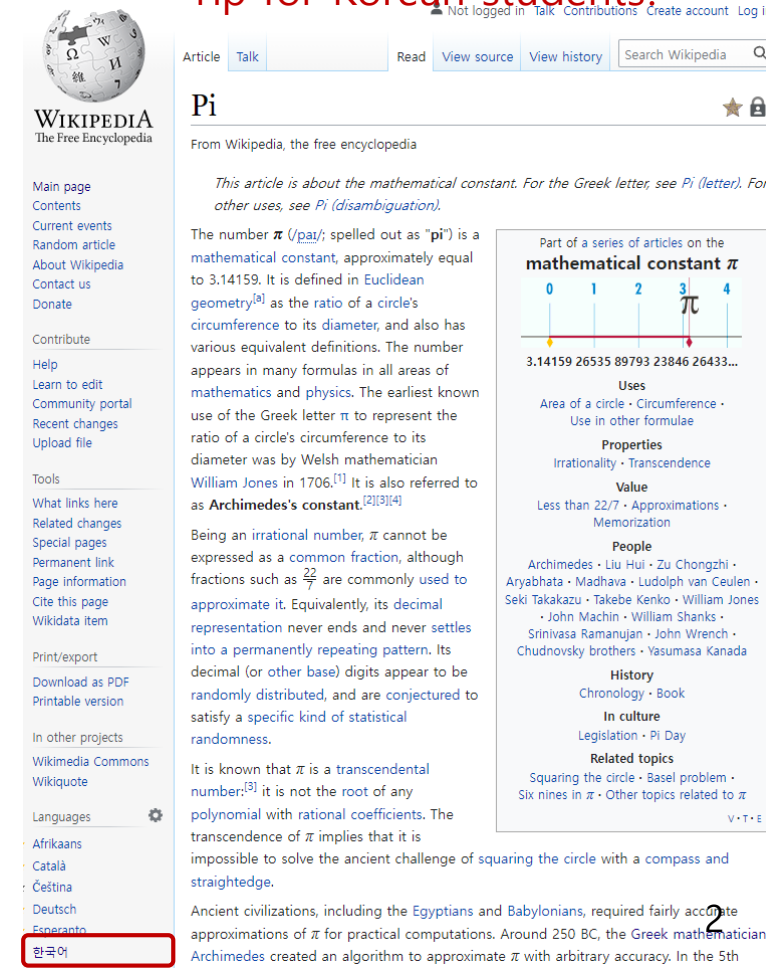 Tip for Korean students!
Not logged in Talk Contributions Create account Log i
Article Talk Read View source View history Search Wikipedia
WIKIPEDIA
The Free Encyclopedia
Main page
Contents
Current events
Random article
About Wikipedia
Contact us
Donate
Contribute
Help
Learn to edit
Community portal
Recent changes
Upload file
Tools
What links here
Related changes
Special pages
Permanent link
Page information
Cite this page
Wikidata item
Print/export
Download as PDF
Printable version
In other projects
Wikimedia Commons
Wikiquote
Languages
Afrikaans
Català
Čeština
Deutsch
Esperanto
한국어
Pi
From Wikipedia, the free encyclopedia
This article is about the mathematical constant. For the Greek letter, see Pi (letter). For
other uses, see Pi (disambiguation).
The number π (/paɪ/; spelled out as "pi") is a
mathematical constant, approximately equal
to 3.14159. It is defined in Euclidean
geometry[a] as the ratio of a circle's
circumference to its diameter, and also has
various equivalent definitions. The number
appears in many formulas in all areas of
mathematics and physics. The earliest known
use of the Greek letter π to represent the
ratio of a circle's circumference to its
diameter was by Welsh mathematician
William Jones in 1706.[1] It is also referred to
as Archimedes's constant.[2][3][4]
Being an irrational number, π cannot be
expressed as a common fraction, although
fractions such as 22/7 are commonly used to
approximate it. Equivalently, its decimal
representation never ends and never settles
into a permanently repeating pattern. Its
decimal (or other base) digits appear to be
randomly distributed, and are conjectured to
satisfy a specific kind of statistical
randomness.
It is known that π is a transcendental
number:[3] it is not the root of any
polynomial with rational coefficients. The
transcendence of π implies that it is
impossible to solve the ancient challenge of squaring the circle with a compass and
straightedge.
Ancient civilizations, including the Egyptians and Babylonians, required fairly accurate
approximations of π for practical computations. Around 250 BC, the Greek mathematician
Archimedes created an algorithm to approximate π with arbitrary accuracy. In the 5th
Part of a series of articles on the
mathematical constant π
0 1 2 3 4
π
3.14159 26535 89793 23846 26433...
Uses
Area of a circle · Circumference ·
Use in other formulae
Properties
Irrationality · Transcendence
Value
Less than 22/7 · Approximations ·
Memorization
People
Archimedes · Liu Hui · Zu Chongzhi ·
Aryabhata · Madhava · Ludolph van Ceulen ·
Seki Takakazu · Takebe Kenko · William Jones
· John Machin · William Shanks ·
Srinivasa Ramanujan · John Wrench ·
Chudnovsky brothers · Yasumasa Kanada
History
Chronology · Book
In culture
Legislation · Pi Day
Related topics
Squaring the circle · Basel problem ·
Six nines in π · Other topics related to π
V · T · E
2